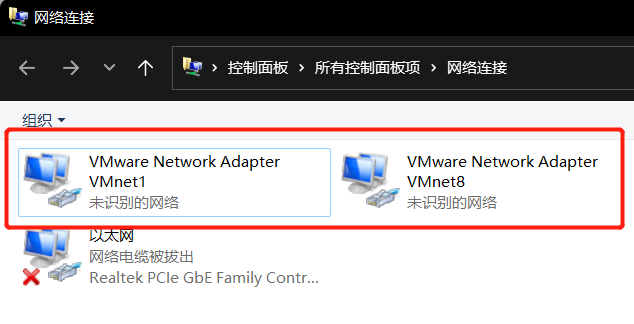 网络连接
控制面板 > 所有控制面板项 > 网络连接
组织
VMware Network Adapter
VMnet1
未识别的网络
VMware Network Adapter
VMnet8
未识别的网络
以太网
网络电缆被拔出
Realtek PCIe GbE Family Contr...